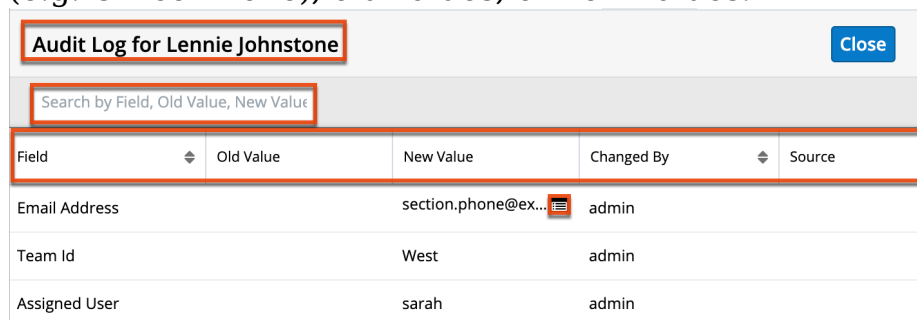 Audit Log for Lennie Johnstone
Close
Search by Field, Old Value, New Value
Field Old Value New Value Changed By Source
Email Address section.phone@ex... admin
Team Id West admin
Assigned User sarah admin